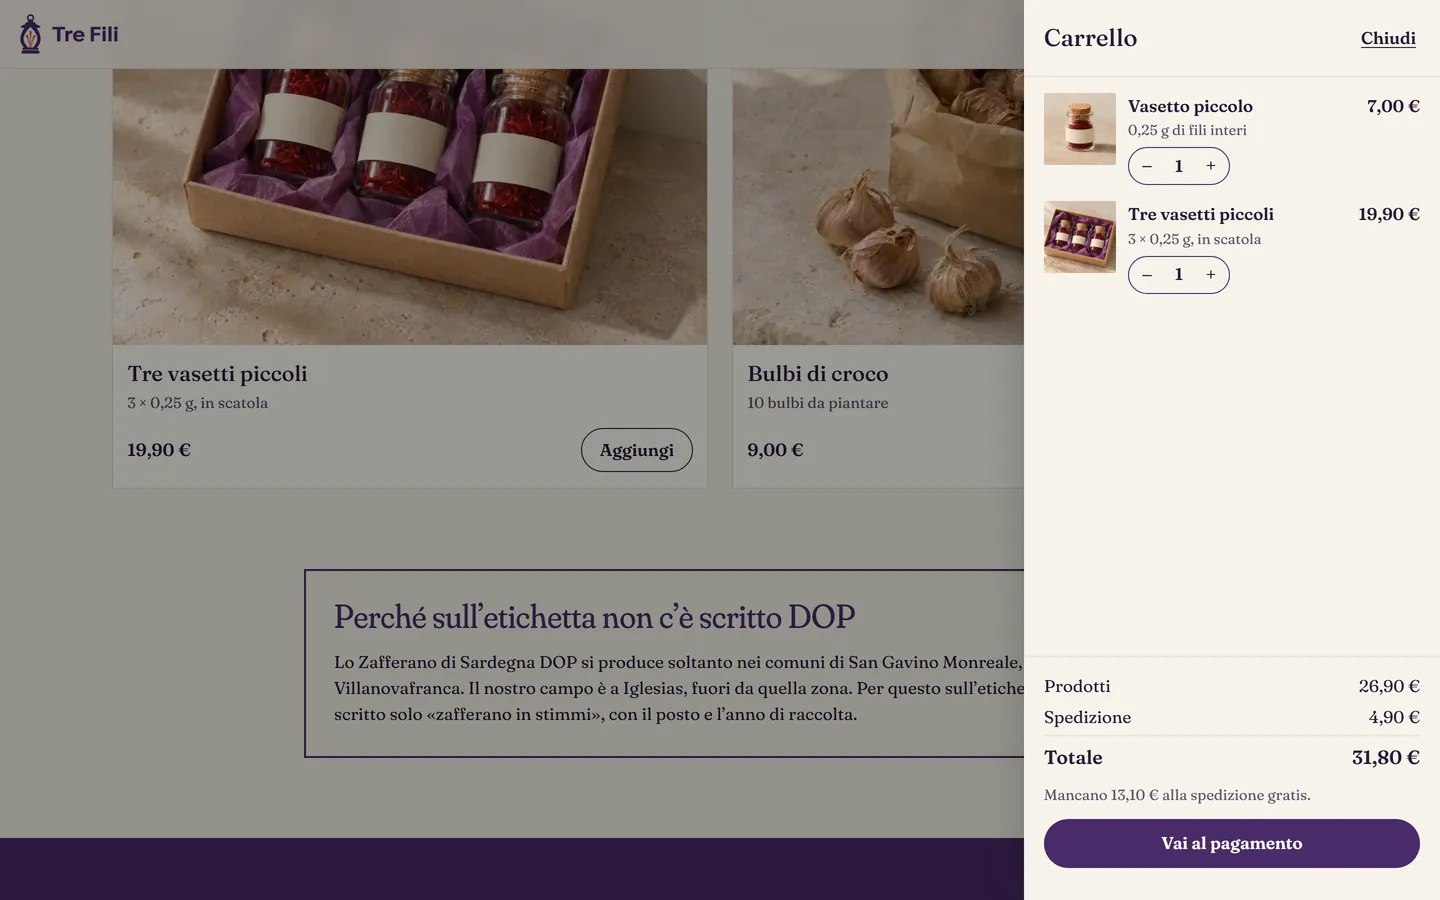 Tre Fili
Tre vasetti piccoli
3 × 0,25 g, in scatola
19,90 €
Aggiungi
Bulbi di croco
10 bulbi da piantare
9,00 €
Perché sull’etichetta non c’è scritto DOP
Lo Zafferano di Sardegna DOP si produce soltanto nei comuni di San Gavino Monreale,
Villanovafranca. Il nostro campo è a Iglesias, fuori da quella zona. Per questo sull’etiche
scritto solo «zafferano in stimmi», con il posto e l’anno di raccolta.
Carrello
Chiudi
Vasetto piccolo
7,00 €
0,25 g di fili interi
– 1 +
Tre vasetti piccoli
19,90 €
3 × 0,25 g, in scatola
– 1 +
Prodotti
26,90 €
Spedizione
4,90 €
Totale
31,80 €
Mancano 13,10 € alla spedizione gratis.
Vai al pagamento